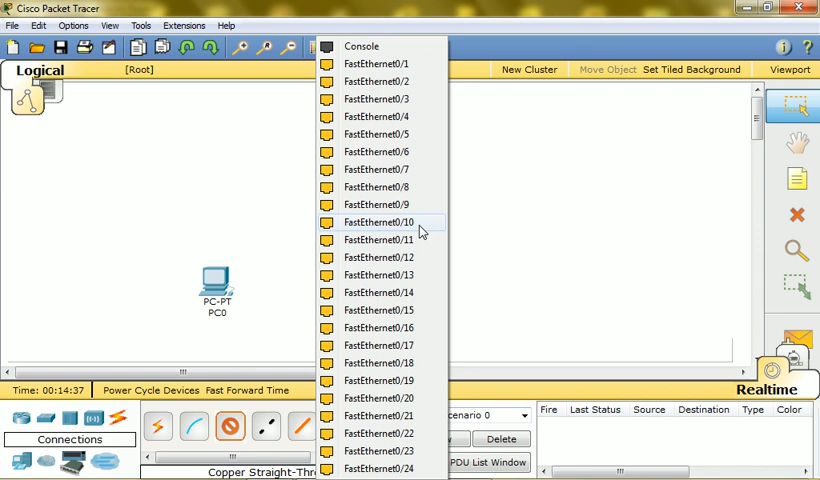 Cisco Packet Tracer
File Edit Options View Tools Extensions Help
Logical [Root] New Cluster Move Object Set Tiled Background Viewport
Console
FastEthernet0/1
FastEthernet0/2
FastEthernet0/3
FastEthernet0/4
FastEthernet0/5
FastEthernet0/6
FastEthernet0/7
FastEthernet0/8
FastEthernet0/9
FastEthernet0/10
FastEthernet0/11
FastEthernet0/12
FastEthernet0/13
FastEthernet0/14
FastEthernet0/15
FastEthernet0/16
FastEthernet0/17
FastEthernet0/18
FastEthernet0/19
FastEthernet0/20
FastEthernet0/21
FastEthernet0/22
FastEthernet0/23
FastEthernet0/24
PC-PT
PC0
Time: 00:14:37 Power Cycle Devices Fast Forward Time Realtime
Connections
Copper Straight-Thro
cenario 0
w Delete
PDU List Window
Fire Last Status Source Destination Type Color